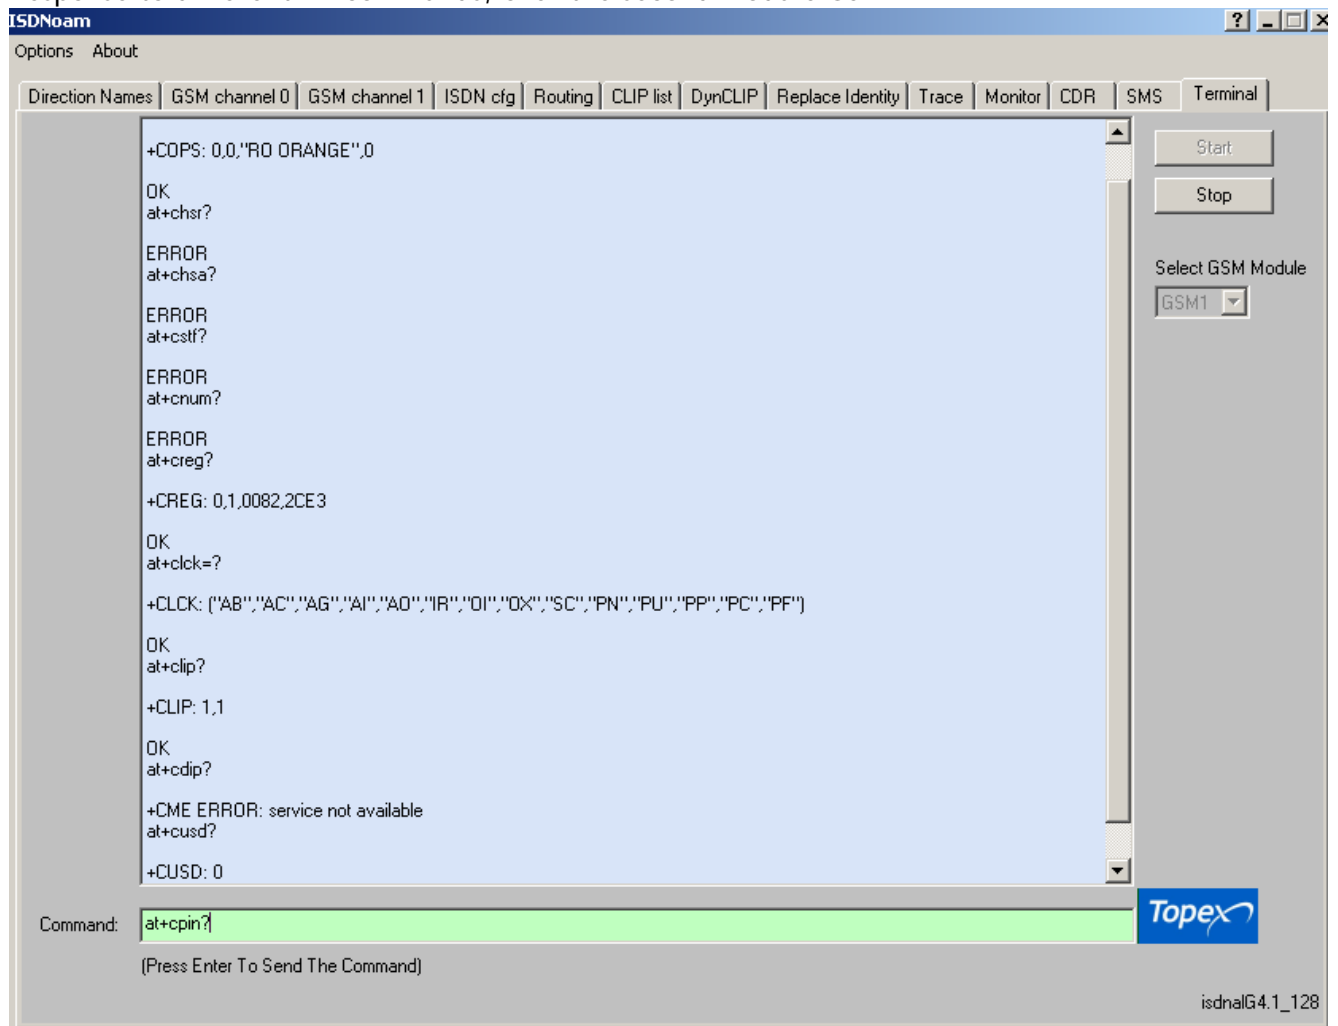 ISDNoam
Options About
Direction Names GSM channel 0 GSM channel 1 ISDN cfg Routing CLIP list DynCLIP Replace Identity Trace Monitor CDR SMS Terminal
+COPS: 0,0,"RO ORANGE",0
OK
at+chsr?
ERROR
at+chsa?
ERROR
at+cstf?
ERROR
at+cnum?
ERROR
at+creg?
+CREG: 0,1,0082,2CE3
OK
at+clck=?
+CLCK: ("AB","AC","AG","AI","AO","IR","OI","OX","SC","PN","PU","PP","PC","PF")
OK
at+clip?
+CLIP: 1,1
OK
at+cdip?
+CME ERROR: service not available
at+cusd?
+CUSD: 0
Start
Stop
Select GSM Module
GSM1
Command: at+cpin?
(Press Enter To Send The Command)
Topex
isdnalG4.1_128